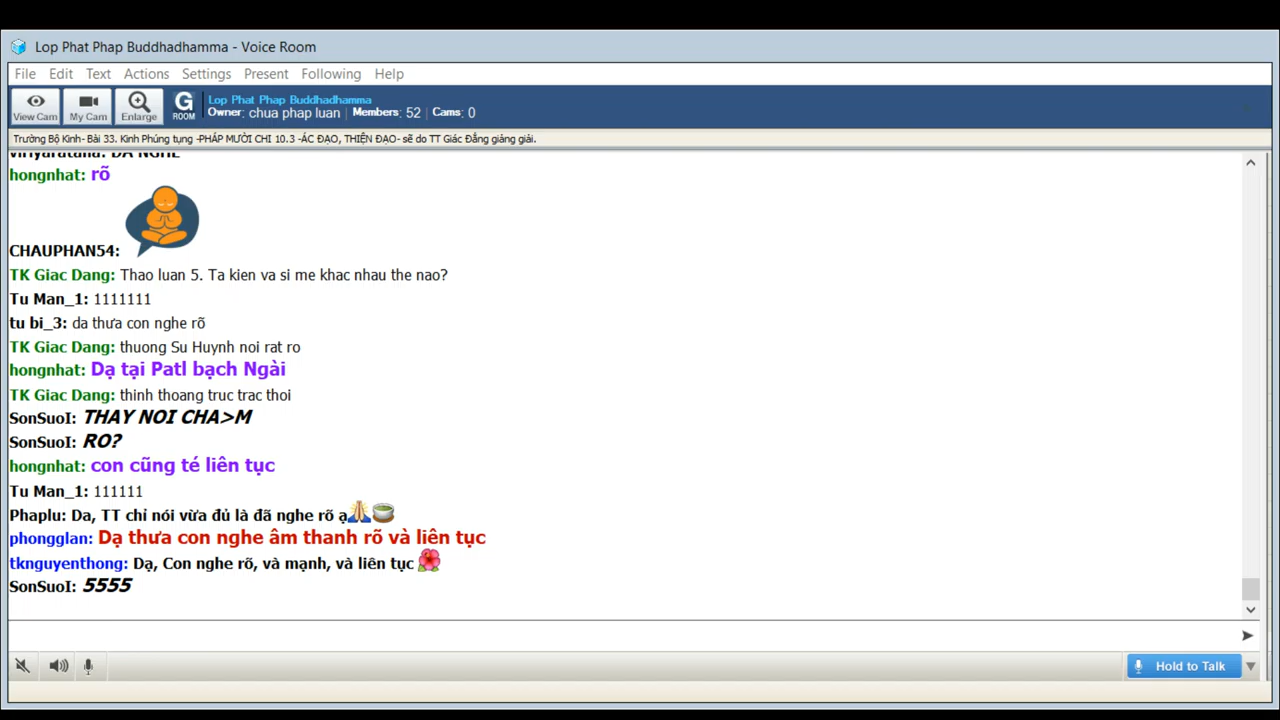 Lop Phat Phap Buddhadhamma - Voice Room
File Edit Text Actions Settings Present Following Help
View Cam My Cam Enlarge G ROOM Lop Phat Phap Buddhadhamma
Owner: chua phap luan | Members: 52 | Cams: 0
Trường Bộ Kinh- Bài 33. Kinh Phúng tụng -PHÁP MƯỜI CHI 10.3 -ÁC ĐẠO, THIỆN ĐẠO- sẽ do TT Giác Đẳng giảng giải.
viriyaratana: DA NGHE
hongnhat: rõ
CHAUPHAN54:
TK Giac Dang: Thao luan 5. Ta kien va si me khac nhau the nao?
Tu Man_1: 1111111
tu bi_3: da thưa con nghe rõ
TK Giac Dang: thuong Su Huynh noi rat ro
hongnhat: Dạ tại Patl bạch Ngài
TK Giac Dang: thinh thoang truc trac thoi
SonSuoI: THAY NOI CHA>M
SonSuoI: RO?
hongnhat: con cũng té liên tục
Tu Man_1: 111111
Phaplu: Da, TT chỉ nói vừa đủ là đã nghe rõ ạ🙏🍵
phongglan: Dạ thưa con nghe âm thanh rõ và liên tục
tknguyenthong: Dạ, Con nghe rõ, và mạnh, và liên tục 🌺
SonSuoI: 5555
Hold to Talk